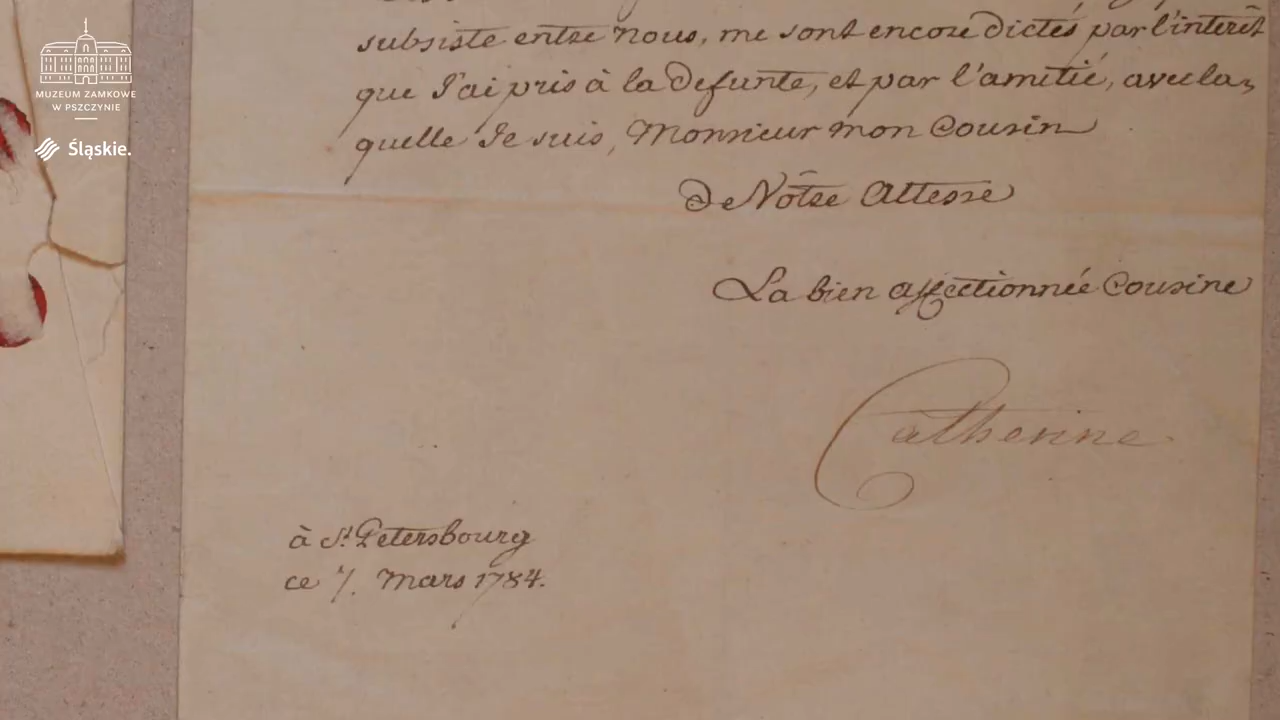 MUZEUM ZAMKOWE
W PSZCZYNIE
Śląskie.
subsiste entre nous, me sont encore dictés par l'interêt
que J'ai pris à la defunte, et par l'amitié, avec la-
quelle Je suis, Monsieur mon Cousin
De Vôtre Altesse
La bien affectionnée Cousine
Catherine
à St. Petersbourg
ce 7. Mars 1784.